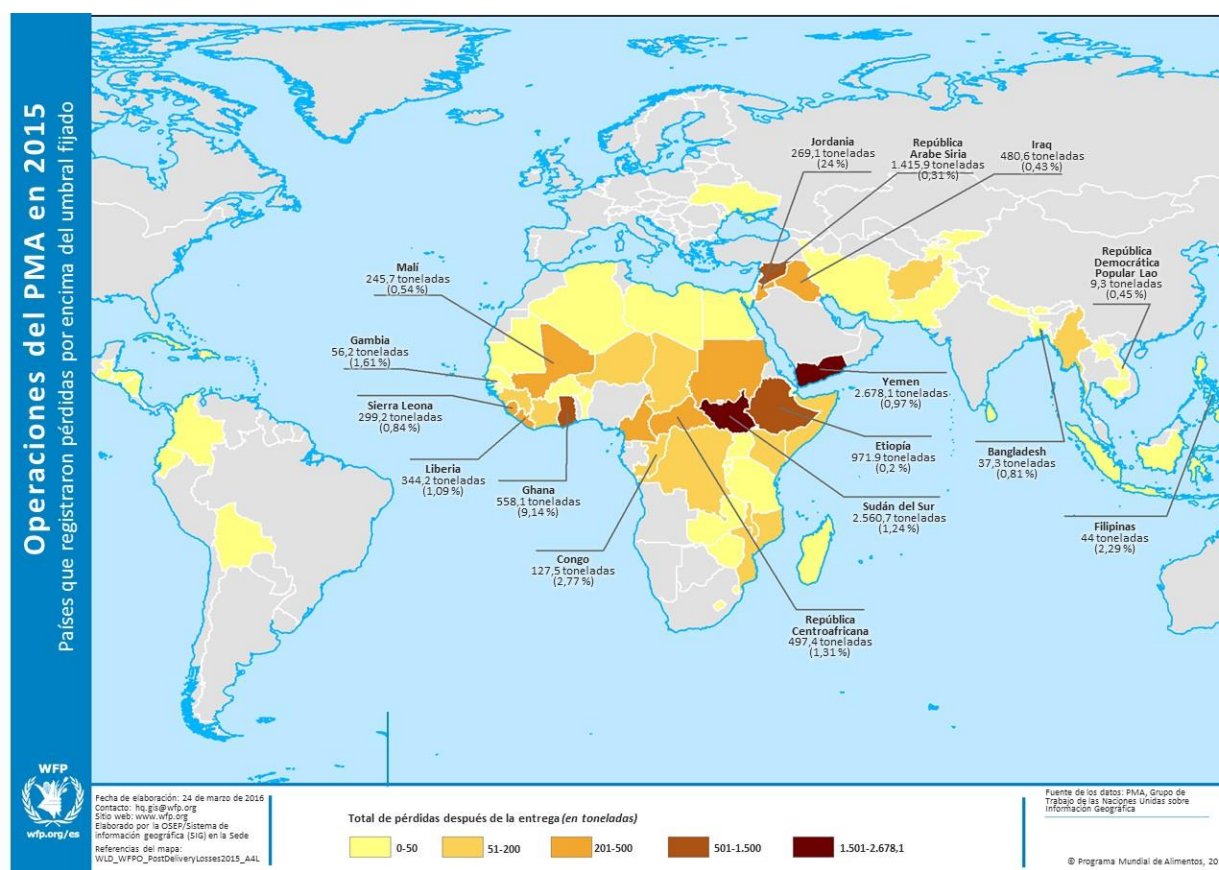 Operaciones del PMA en 2015
Países que registraron pérdidas por encima del umbral fijado
WFP
wfp.org/es
Jordania
269,1 toneladas
(24 %)
República
Arabe Siria
1.415,9 toneladas
(0,31 %)
Iraq
480,6 toneladas
(0,43 %)
República
Democrática
Popular Lao
9,3 toneladas
(0,45 %)
Malí
245,7 toneladas
(0,54 %)
Gambia
56,2 toneladas
(1,61 %)
Sierra Leona
299,2 toneladas
(0,84 %)
Liberia
344,2 toneladas
(1,09 %)
Ghana
558,1 toneladas
(9,14 %)
Congo
127,5 toneladas
(2,77 %)
Yemen
2.678,1 toneladas
(0,97 %)
Etiopía
971.9 toneladas
(0,2 %)
Sudán del Sur
2.560,7 toneladas
(1,24 %)
República
Centroafricana
497,4 toneladas
(1,31 %)
Bangladesh
37,3 toneladas
(0,81 %)
Filipinas
44 toneladas
(2,29 %)
Fecha de elaboración: 24 de marzo de 2016
Contacto: hq.gis@wfp.org
Sitio web: www.wfp.org
Elaborado por la OSEP/Sistema de
información geográfica (SIG) en la Sede
Referencias del mapa:
WLD_WFPO_PostDeliveryLosses2015_A4L
Total de pérdidas después de la entrega (en toneladas)
0-50
51-200
201-500
501-1.500
1.501-2.678,1
Fuente de los datos: PMA, Grupo de
Trabajo de las Naciones Unidas sobre
Información Geográfica
© Programa Mundial de Alimentos, 20